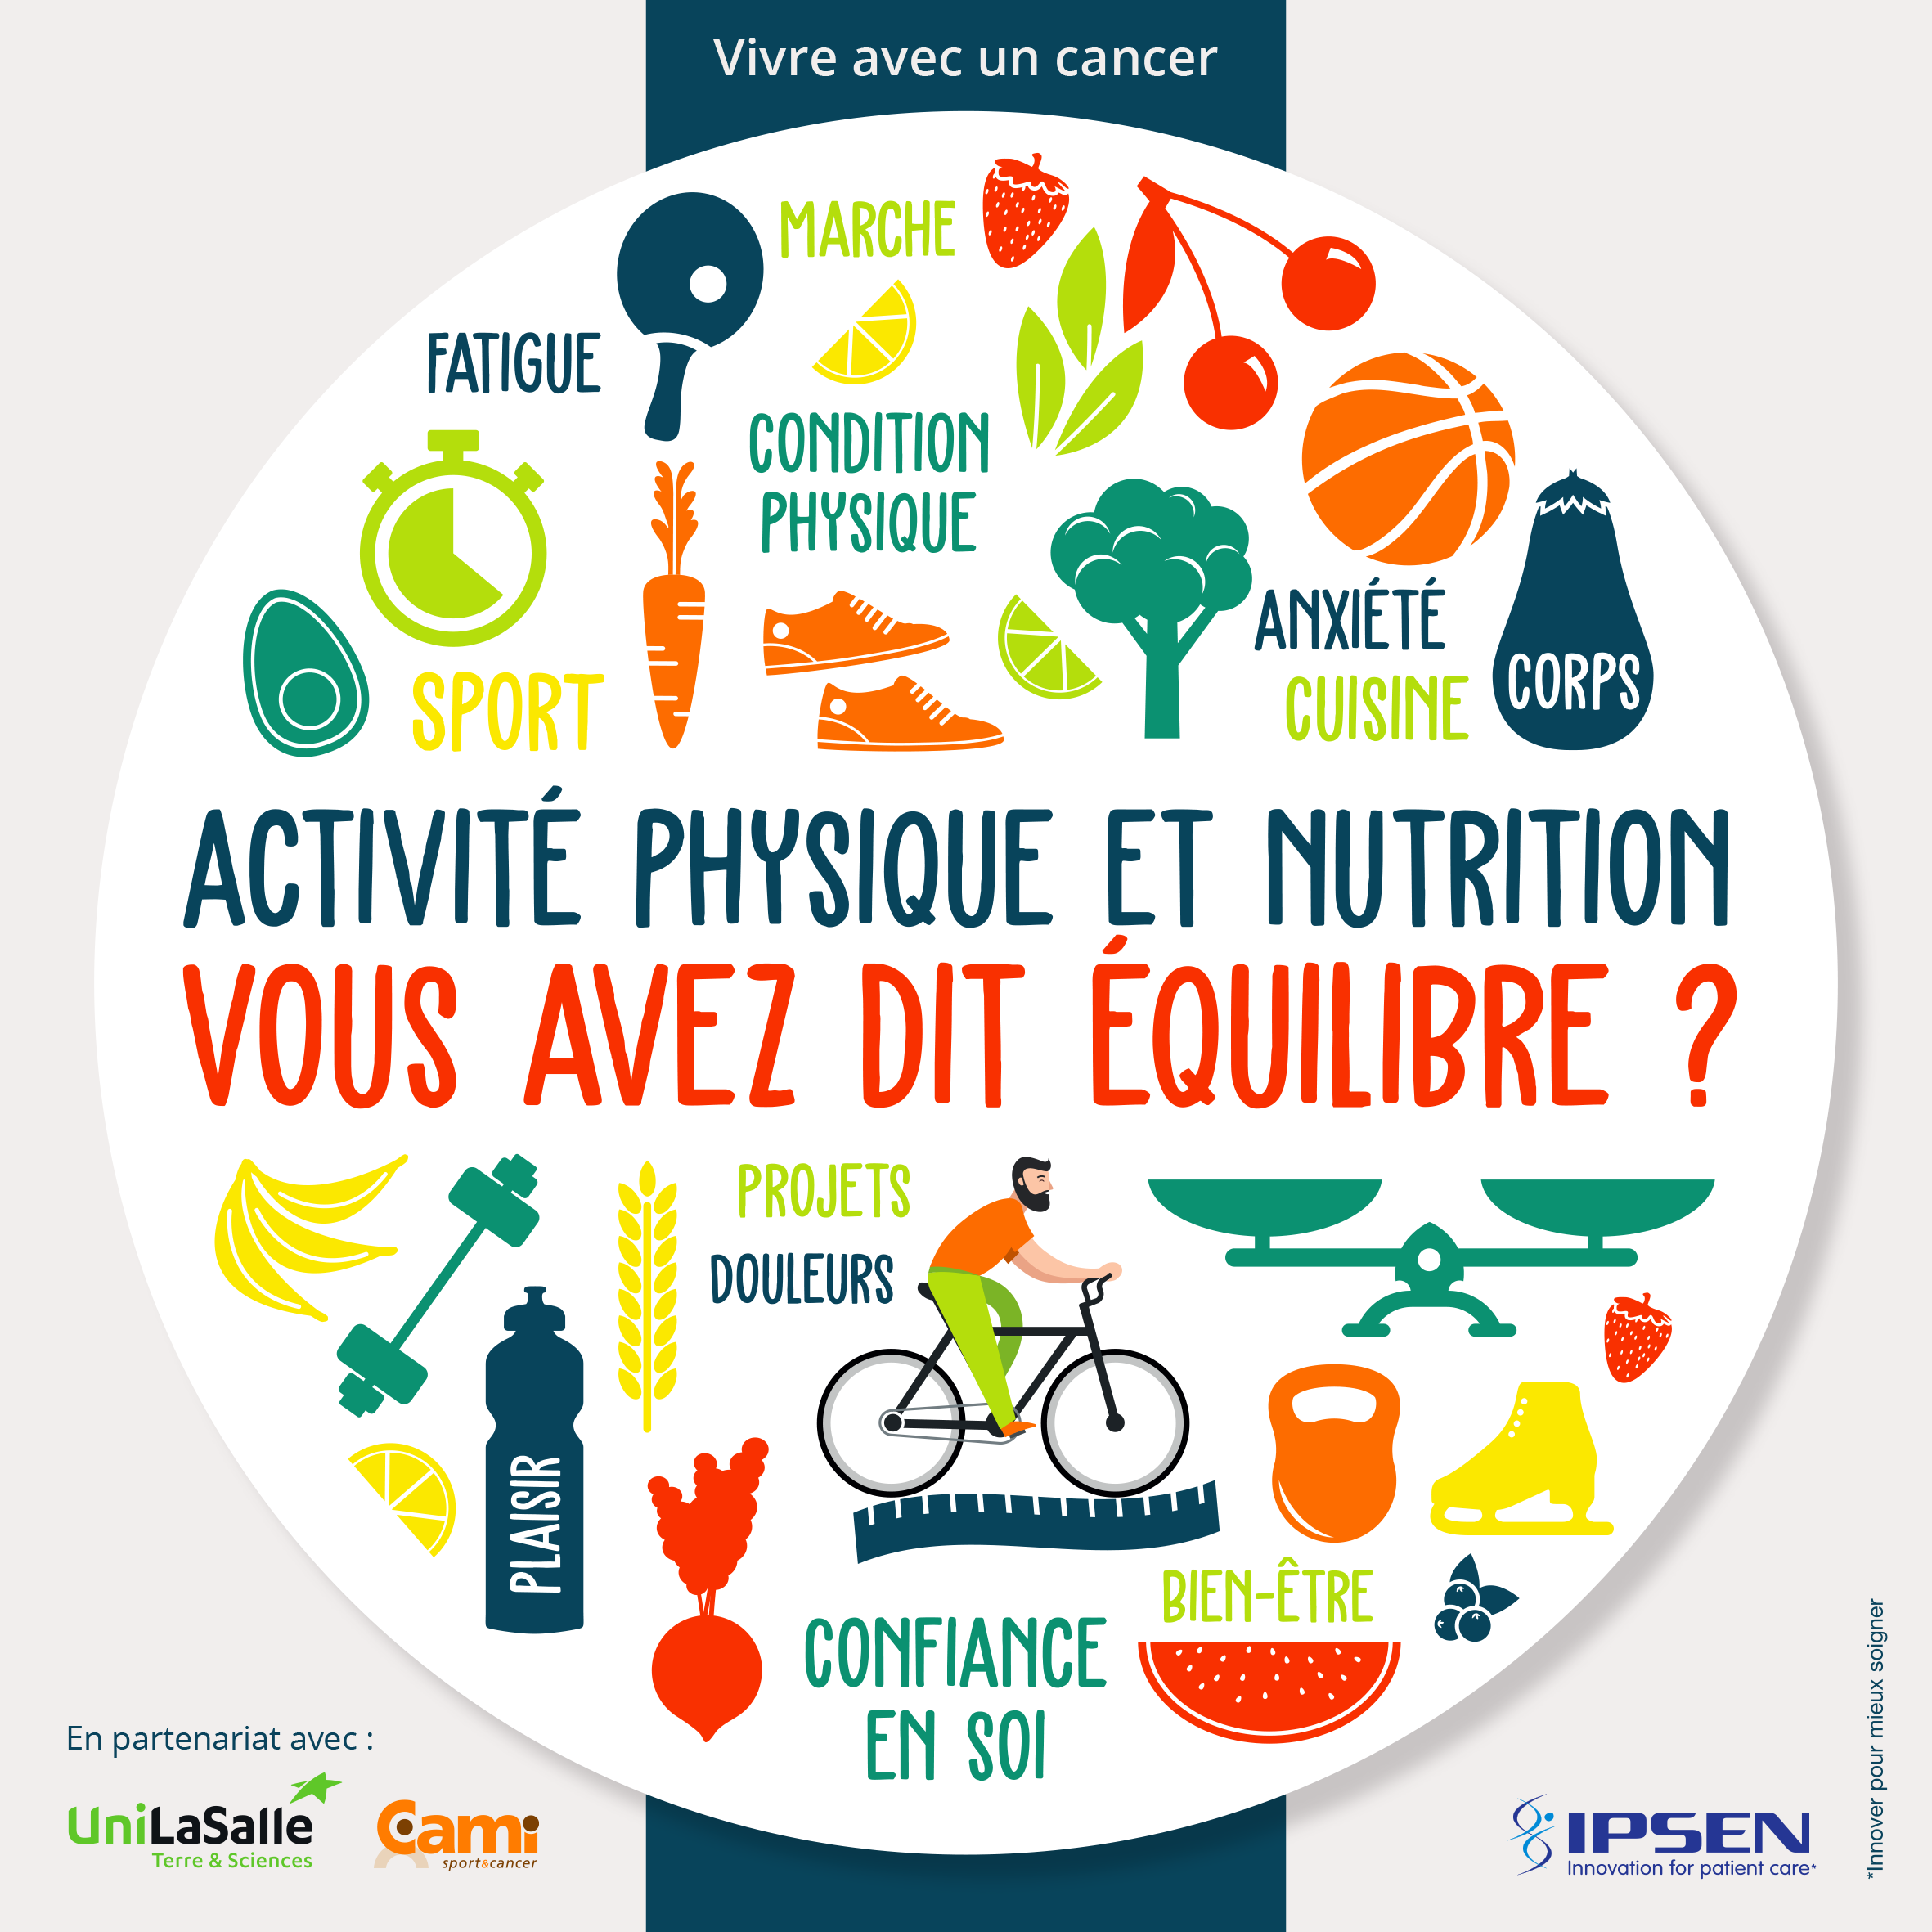 Vivre avec un cancer
MARCHE
FATIGUE
CONDITION
PHYSIQUE
ANXIÉTÉ
SPORT
CUISINE
CORPS
ACTIVITÉ PHYSIQUE ET NUTRITION
VOUS AVEZ DIT ÉQUILIBRE ?
PROJETS
DOULEURS
PLAISIR
BIEN-ÊTRE
CONFIANCE
EN SOI
En partenariat avec :
UniLaSalle
Terre & Sciences
Cami
sport&cancer
IPSEN
Innovation for patient care*
*Innover pour mieux soigner